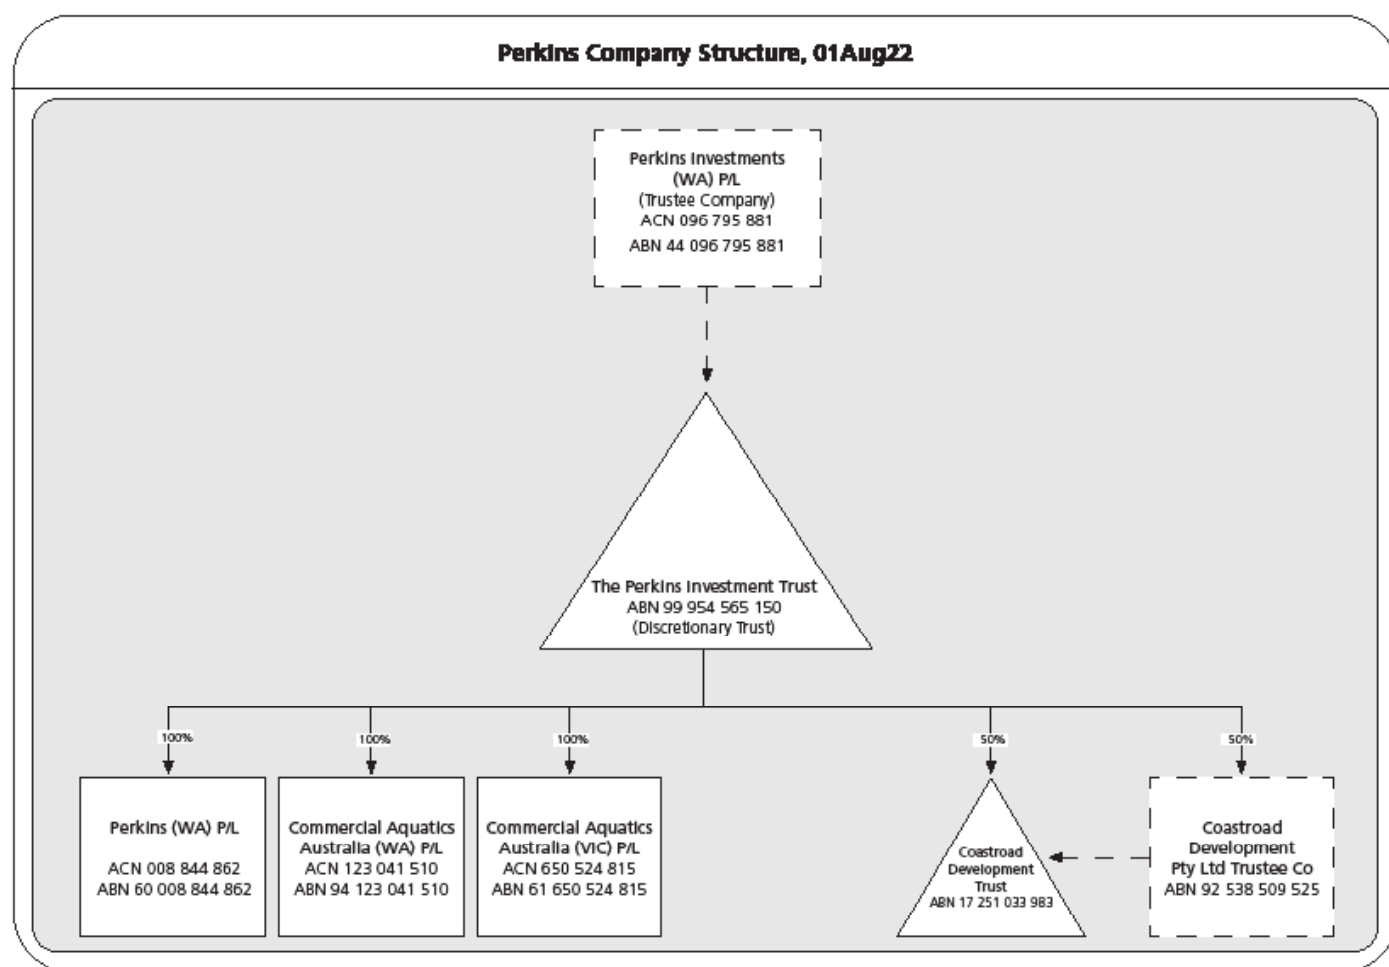 Perkins Company Structure, 01Aug22
Perkins Investments
(WA) P/L
(Trustee Company)
ACN 096 795 881
ABN 44 096 795 881
The Perkins Investment Trust
ABN 99 954 565 150
(Discretionary Trust)
100%
100%
100%
50%
50%
Perkins (WA) P/L
ACN 008 844 862
ABN 60 008 844 862
Commercial Aquatics
Australia (WA) P/L
ACN 123 041 510
ABN 94 123 041 510
Commercial Aquatics
Australia (VIC) P/L
ACN 650 524 815
ABN 61 650 524 815
Coastroad
Development
Trust
ABN 17 251 033 983
Coastroad
Development
Pty Ltd Trustee Co
ABN 92 538 509 525